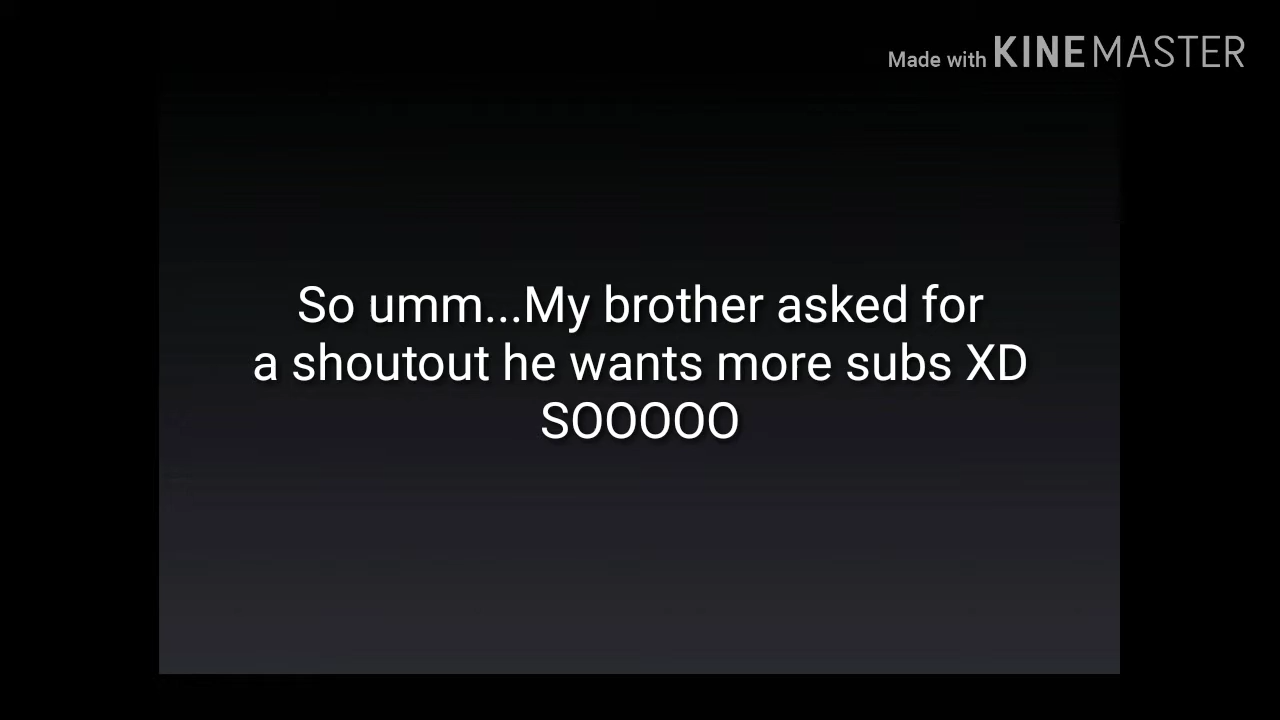 Made with KINEMASTER
So umm...My brother asked for
a shoutout he wants more subs XD
SOOOOO